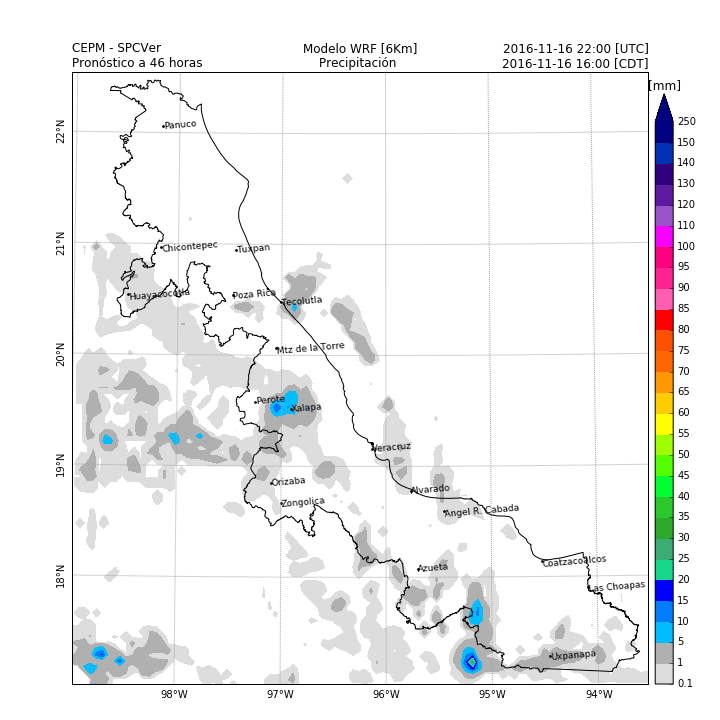 CEPM - SPCVer Modelo WRF [6Km] 2016-11-16 22:00 [UTC]
Pronóstico a 46 horas Precipitación 2016-11-16 16:00 [CDT]
[mm]
250
150
140
130
120
110
100
95
90
85
80
75
70
65
60
55
50
45
40
35
30
25
20
15
10
5
1
0.1
22°N
21°N
20°N
19°N
18°N
Panuco
Chicontepec
Tuxpan
Huayacocotla
Poza Rica
Tecolutla
Mtz de la Torre
Perote
Xalapa
Veracruz
Orizaba
Alvarado
Zongolica
Angel R. Cabada
Azueta
Coatzacoalcos
Las Choapas
Uxpanapa
98°W 97°W 96°W 95°W 94°W